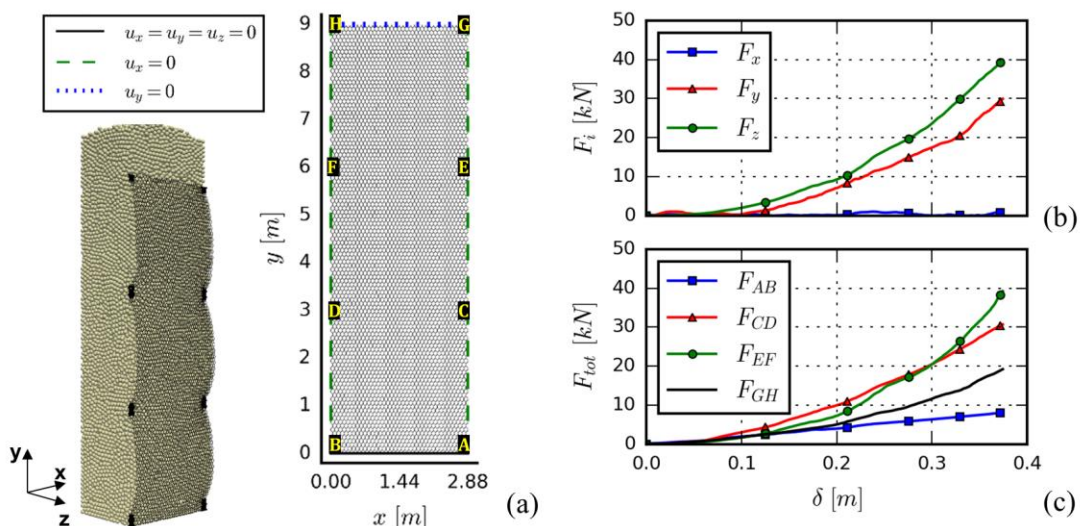 u_x = u_y = u_z = 0
u_x = 0
u_y = 0
y
x
z
9
8
7
6
5
4
3
2
1
0
y [m]
H
G
F
E
D
C
B
A
0.00 1.44 2.88
x [m]
(a)
50
40
30
20
10
0
F_i [kN]
F_x
F_y
F_z
(b)
50
40
30
20
10
0
F_tot [kN]
F_AB
F_CD
F_EF
F_GH
0.0 0.1 0.2 0.3 0.4
δ [m]
(c)